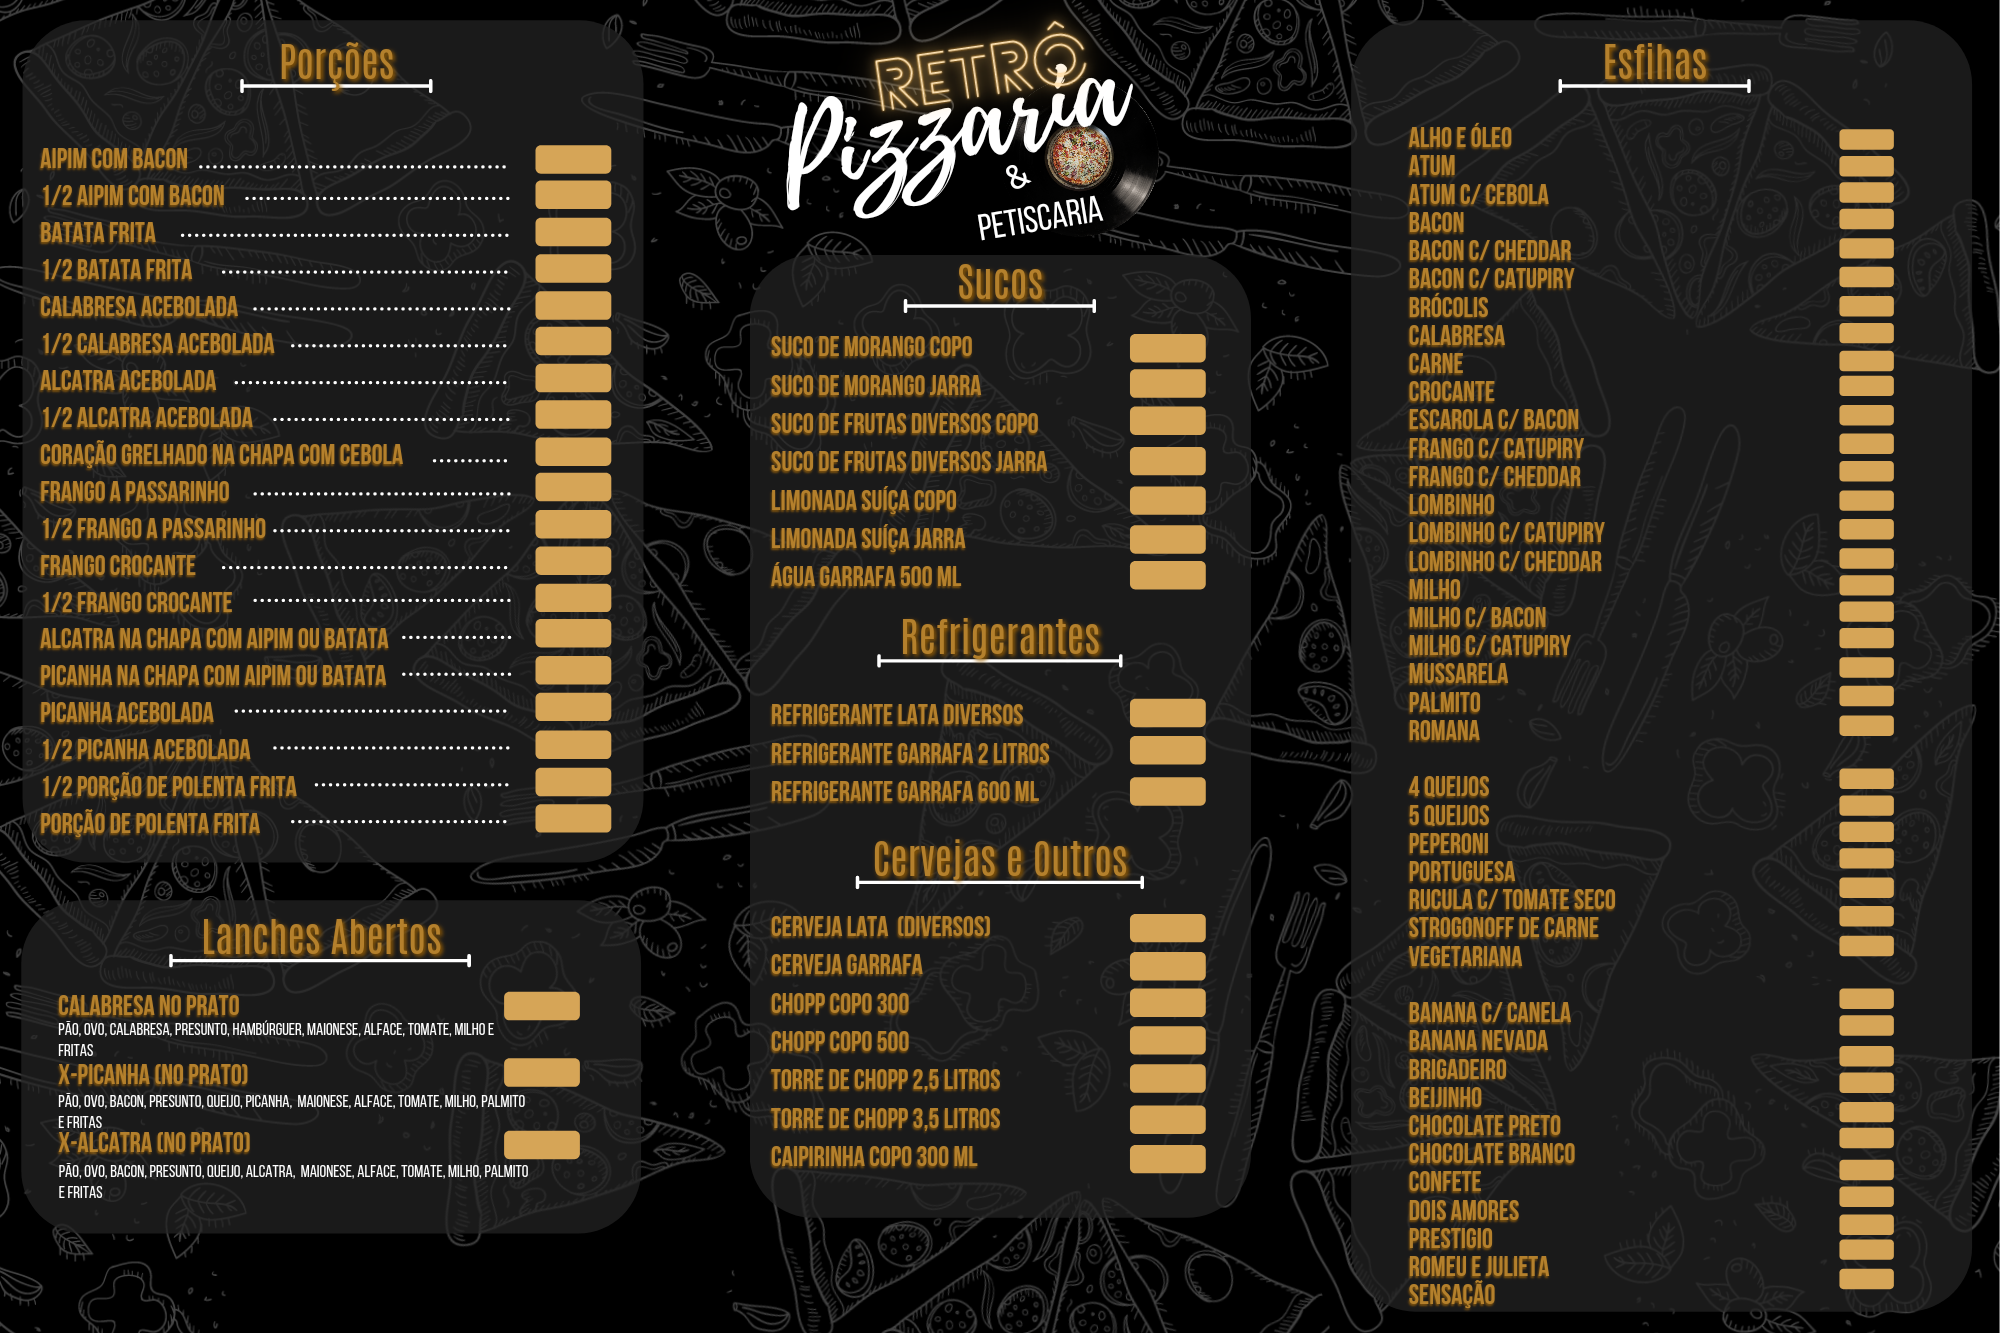 Porções
AIPIM COM BACON
1/2 AIPIM COM BACON
BATATA FRITA
1/2 BATATA FRITA
CALABRESA ACEBOLADA
1/2 CALABRESA ACEBOLADA
ALCATRA ACEBOLADA
1/2 ALCATRA ACEBOLADA
CORAÇÃO GRELHADO NA CHAPA COM CEBOLA
FRANGO A PASSARINHO
1/2 FRANGO A PASSARINHO
FRANGO CROCANTE
1/2 FRANGO CROCANTE
ALCATRA NA CHAPA COM AIPIM OU BATATA
PICANHA NA CHAPA COM AIPIM OU BATATA
PICANHA ACEBOLADA
1/2 PICANHA ACEBOLADA
1/2 PORÇÃO DE POLENTA FRITA
PORÇÃO DE POLENTA FRITA
Lanches Abertos
CALABRESA NO PRATO
PÃO, OVO, CALABRESA, PRESUNTO, HAMBÚRGUER, MAIONESE, ALFACE, TOMATE, MILHO E
FRITAS
X-PICANHA (NO PRATO)
PÃO, OVO, BACON, PRESUNTO, QUEIJO, PICANHA, MAIONESE, ALFACE, TOMATE, MILHO, PALMITO
E FRITAS
X-ALCATRA (NO PRATO)
PÃO, OVO, BACON, PRESUNTO, QUEIJO, ALCATRA, MAIONESE, ALFACE, TOMATE, MILHO, PALMITO
E FRITAS
RETRÔ
Pizzaria
&
PETISCARIA
Sucos
SUCO DE MORANGO COPO
SUCO DE MORANGO JARRA
SUCO DE FRUTAS DIVERSOS COPO
SUCO DE FRUTAS DIVERSOS JARRA
LIMONADA SUÍÇA COPO
LIMONADA SUÍÇA JARRA
ÁGUA GARRAFA 500 ML
Refrigerantes
REFRIGERANTE LATA DIVERSOS
REFRIGERANTE GARRAFA 2 LITROS
REFRIGERANTE GARRAFA 600 ML
Cervejas e Outros
CERVEJA LATA (DIVERSOS)
CERVEJA GARRAFA
CHOPP COPO 300
CHOPP COPO 500
TORRE DE CHOPP 2,5 LITROS
TORRE DE CHOPP 3,5 LITROS
CAIPIRINHA COPO 300 ML
Esfihas
ALHO E ÓLEO
ATUM
ATUM C/ CEBOLA
BACON
BACON C/ CHEDDAR
BACON C/ CATUPIRY
BRÓCOLIS
CALABRESA
CARNE
CROCANTE
ESCAROLA C/ BACON
FRANGO C/ CATUPIRY
FRANGO C/ CHEDDAR
LOMBINHO
LOMBINHO C/ CATUPIRY
LOMBINHO C/ CHEDDAR
MILHO
MILHO C/ BACON
MILHO C/ CATUPIRY
MUSSARELA
PALMITO
ROMANA
4 QUEIJOS
5 QUEIJOS
PEPERONI
PORTUGUESA
RUCULA C/ TOMATE SECO
STROGONOFF DE CARNE
VEGETARIANA
BANANA C/ CANELA
BANANA NEVADA
BRIGADEIRO
BEIJINHO
CHOCOLATE PRETO
CHOCOLATE BRANCO
CONFETE
DOIS AMORES
PRESTIGIO
ROMEU E JULIETA
SENSAÇÃO